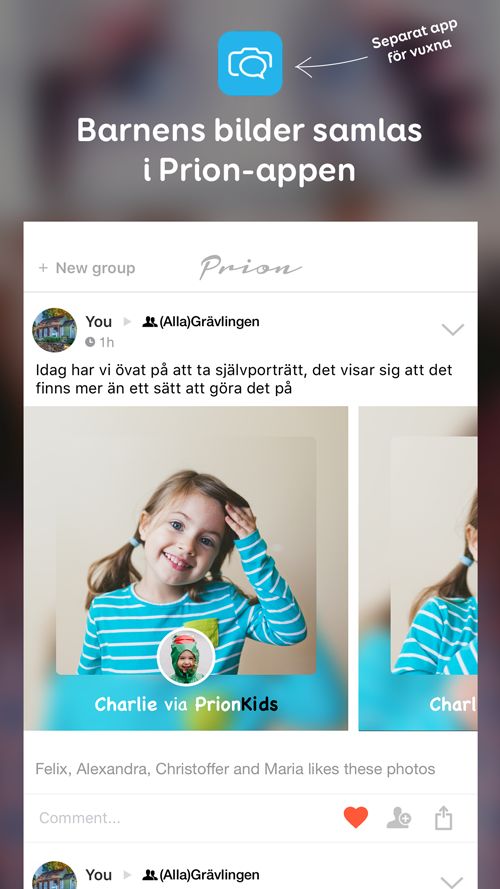 Separat app
för vuxna
Barnens bilder samlas
i Prion-appen
+ New group
Prion
You (Alla)Grävlingen
1h
Idag har vi övat på att ta självporträtt, det visar sig att det
finns mer än ett sätt att göra det på
Charlie via PrionKids
Charl
Felix, Alexandra, Christoffer and Maria likes these photos
Comment...
You (Alla)Grävlingen